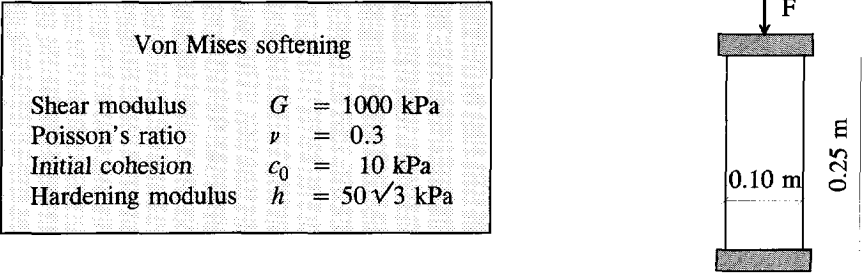 Von Mises softening
Shear modulus G = 1000 kPa
Poisson's ratio ν = 0.3
Initial cohesion c₀ = 10 kPa
Hardening modulus h = 50 √3 kPa
F
0.10 m
0.25 m